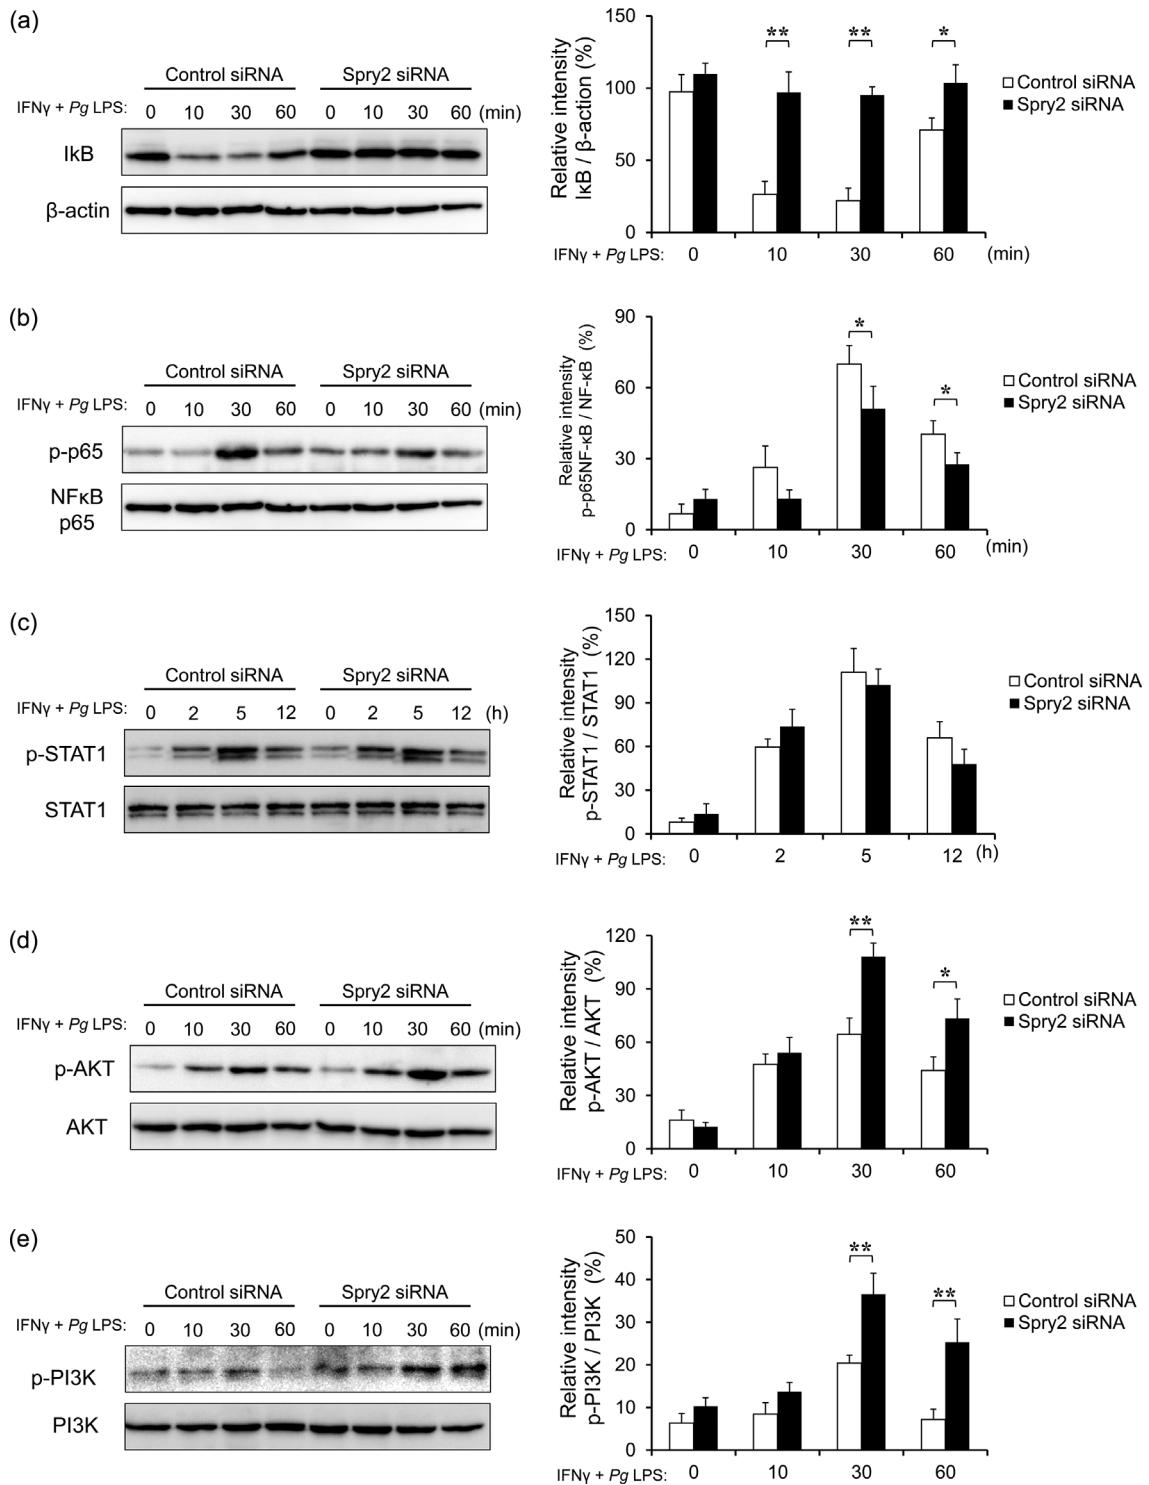 (a)
Control siRNA Spry2 siRNA
IFNγ + Pg LPS: 0 10 30 60 0 10 30 60 (min)
IkB
β-actin
Relative intensity
IκB / β-action (%)
150
100
50
0
** ** *
Control siRNA
Spry2 siRNA
IFNγ + Pg LPS: 0 10 30 60 (min)
(b)
Control siRNA Spry2 siRNA
IFNγ + Pg LPS: 0 10 30 60 0 10 30 60 (min)
p-p65
NFκB
p65
Relative intensity
p-p65NF-κB / NF-κB (%)
90
60
30
0
* *
Control siRNA
Spry2 siRNA
IFNγ + Pg LPS: 0 10 30 60 (min)
(c)
Control siRNA Spry2 siRNA
IFNγ + Pg LPS: 0 2 5 12 0 2 5 12 (h)
p-STAT1
STAT1
Relative intensity
p-STAT1 / STAT1 (%)
150
120
90
60
30
0
Control siRNA
Spry2 siRNA
IFNγ + Pg LPS: 0 2 5 12 (h)
(d)
Control siRNA Spry2 siRNA
IFNγ + Pg LPS: 0 10 30 60 0 10 30 60 (min)
p-AKT
AKT
Relative intensity
p-AKT / AKT (%)
120
90
60
30
0
** *
Control siRNA
Spry2 siRNA
IFNγ + Pg LPS: 0 10 30 60
(e)
Control siRNA Spry2 siRNA
IFNγ + Pg LPS: 0 10 30 60 0 10 30 60 (min)
p-PI3K
PI3K
Relative intensity
p-PI3K / PI3K (%)
50
40
30
20
10
0
** **
Control siRNA
Spry2 siRNA
IFNγ + Pg LPS: 0 10 30 60